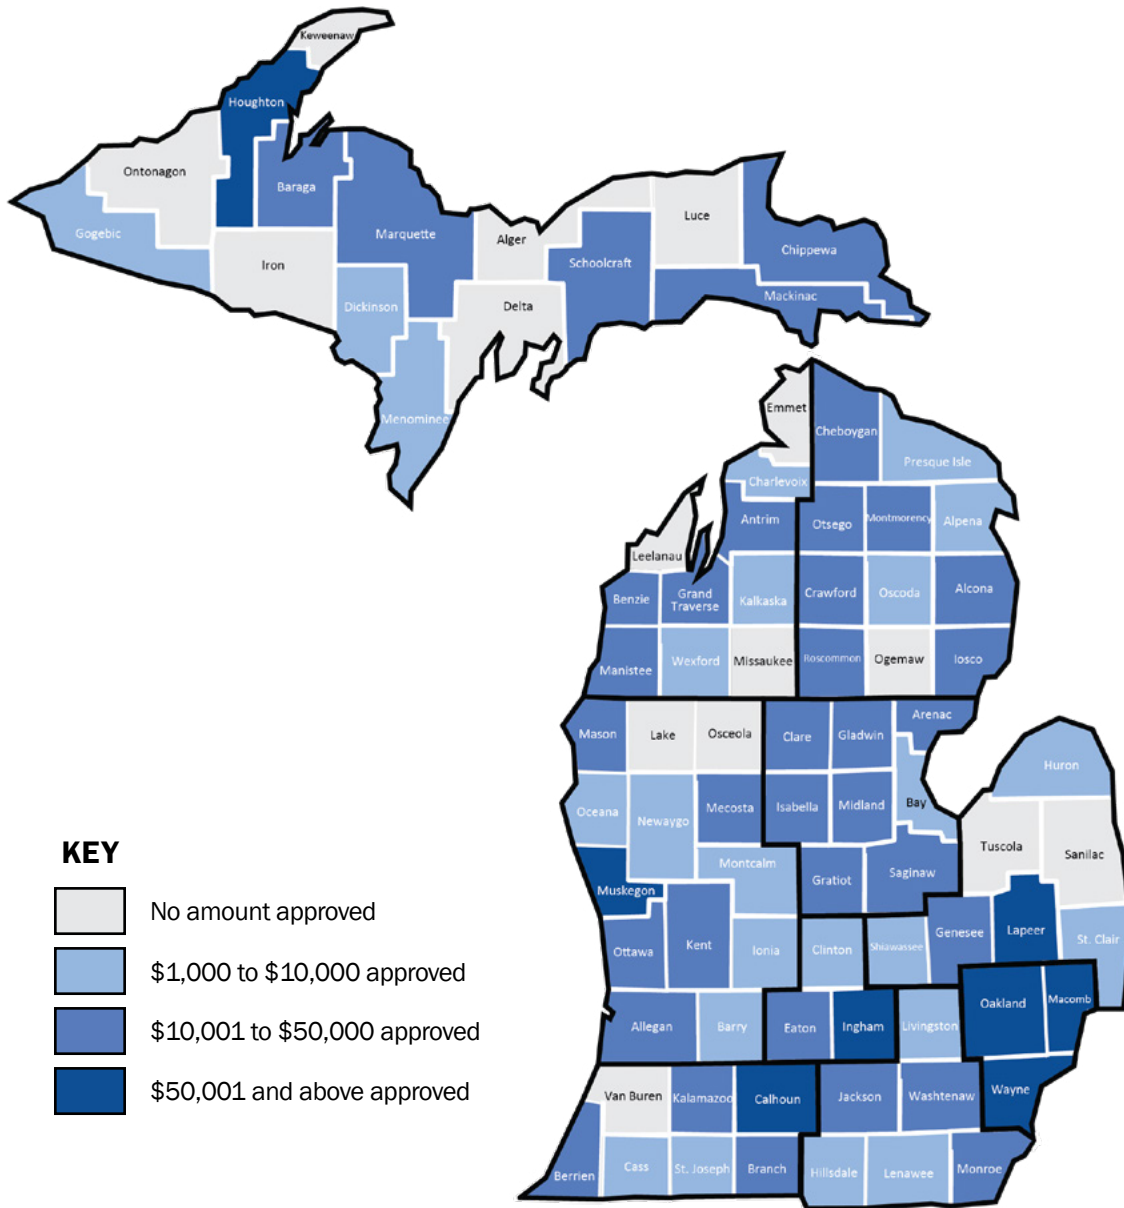 Keweenaw
Houghton
Ontonagon
Baraga
Gogebic
Marquette
Iron
Alger
Luce
Schoolcraft
Chippewa
Mackinac
Dickinson
Delta
Menominee
Emmet
Cheboygan
Presque Isle
Charlevoix
Antrim
Otsego
Montmorency
Alpena
Leelanau
Benzie
Grand
Traverse
Kalkaska
Crawford
Oscoda
Alcona
Manistee
Wexford
Missaukee
Roscommon
Ogemaw
Iosco
Mason
Lake
Osceola
Clare
Gladwin
Arenac
Huron
Oceana
Newaygo
Mecosta
Isabella
Midland
Bay
Tuscola
Sanilac
Muskegon
Montcalm
Gratiot
Saginaw
Ottawa
Kent
Ionia
Clinton
Shiawassee
Genesee
Lapeer
St. Clair
Allegan
Barry
Eaton
Ingham
Livingston
Oakland
Macomb
Van Buren
Kalamazoo
Calhoun
Jackson
Washtenaw
Wayne
Berrien
Cass
St. Joseph
Branch
Hillsdale
Lenawee
Monroe
KEY
No amount approved
$1,000 to $10,000 approved
$10,001 to $50,000 approved
$50,001 and above approved